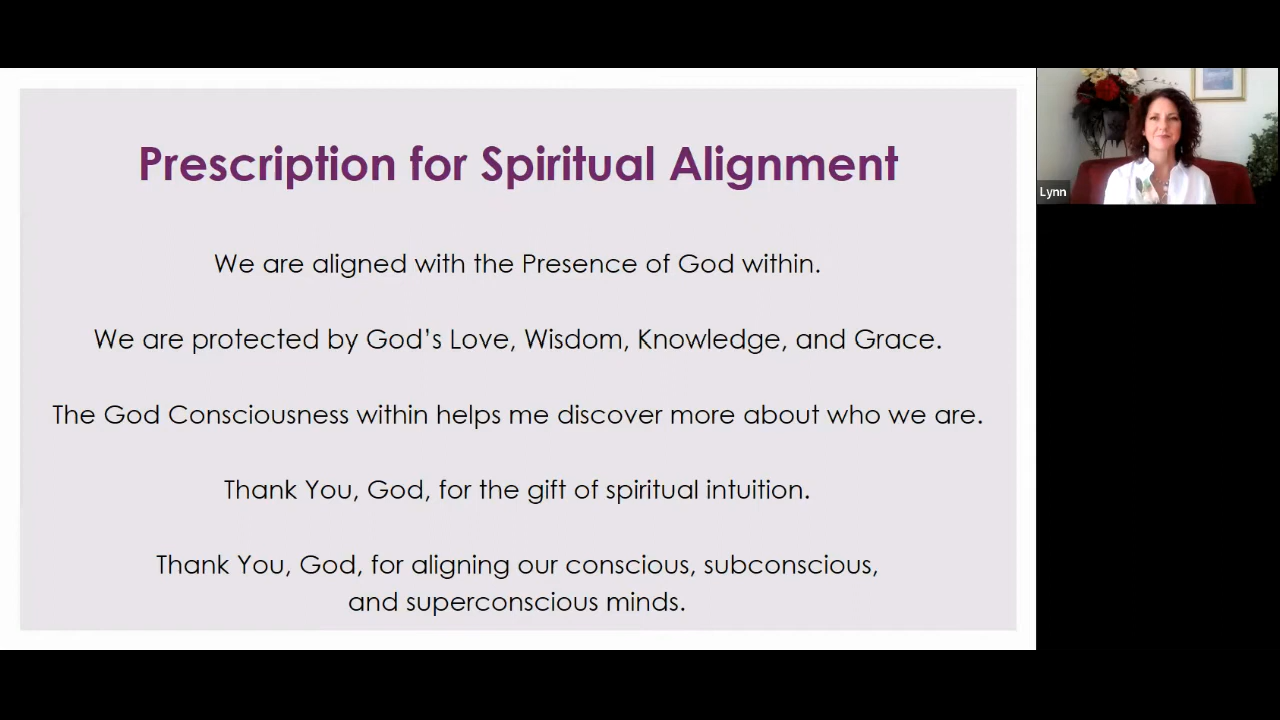 Prescription for Spiritual Alignment
We are aligned with the Presence of God within.
We are protected by God’s Love, Wisdom, Knowledge, and Grace.
The God Consciousness within helps me discover more about who we are.
Thank You, God, for the gift of spiritual intuition.
Thank You, God, for aligning our conscious, subconscious,
and superconscious minds.
Lynn